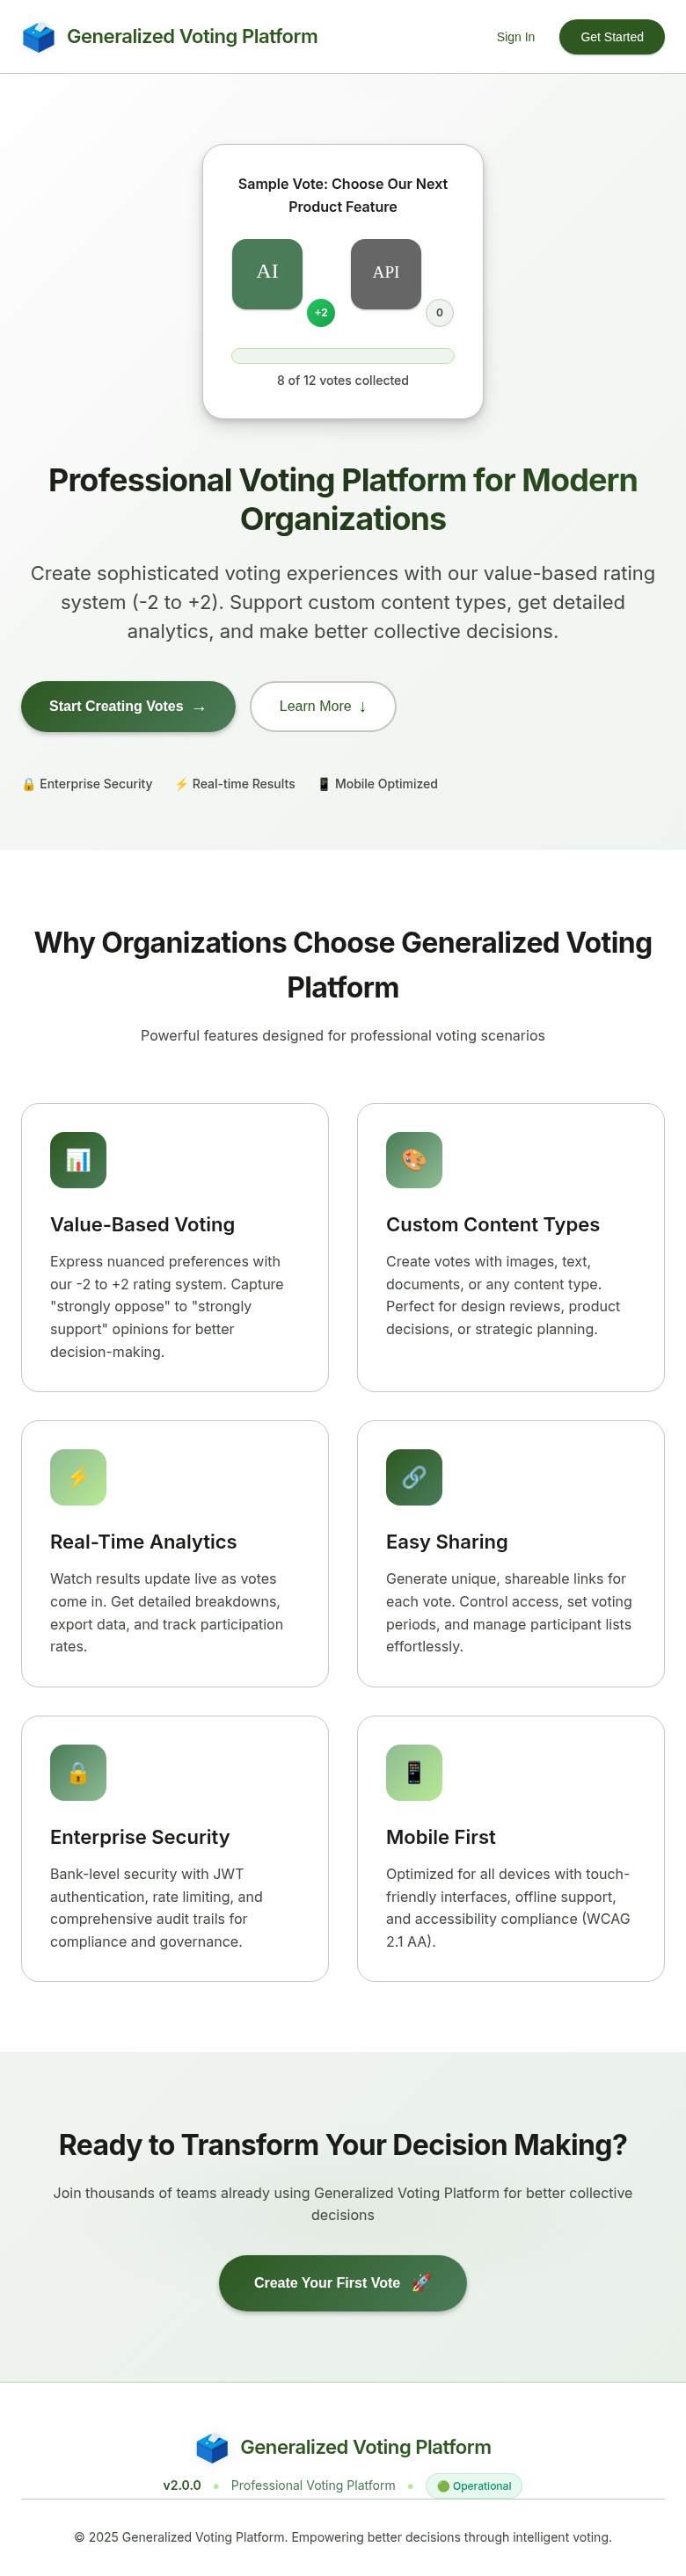 Generalized Voting Platform
Sign In
Get Started
Sample Vote: Choose Our Next
Product Feature
AI
API
+2
0
8 of 12 votes collected
Professional Voting Platform for Modern
Organizations
Create sophisticated voting experiences with our value-based rating
system (-2 to +2). Support custom content types, get detailed
analytics, and make better collective decisions.
Start Creating Votes →
Learn More ↓
🔒 Enterprise Security
⚡ Real-time Results
📱 Mobile Optimized
Why Organizations Choose Generalized Voting
Platform
Powerful features designed for professional voting scenarios
Value-Based Voting
Express nuanced preferences with
our -2 to +2 rating system. Capture
"strongly oppose" to "strongly
support" opinions for better
decision-making.
Custom Content Types
Create votes with images, text,
documents, or any content type.
Perfect for design reviews, product
decisions, or strategic planning.
Real-Time Analytics
Watch results update live as votes
come in. Get detailed breakdowns,
export data, and track participation
rates.
Easy Sharing
Generate unique, shareable links for
each vote. Control access, set voting
periods, and manage participant lists
effortlessly.
Enterprise Security
Bank-level security with JWT
authentication, rate limiting, and
comprehensive audit trails for
compliance and governance.
Mobile First
Optimized for all devices with touch-
friendly interfaces, offline support,
and accessibility compliance (WCAG
2.1 AA).
Ready to Transform Your Decision Making?
Join thousands of teams already using Generalized Voting Platform for better collective
decisions
Create Your First Vote 🚀
Generalized Voting Platform
v2.0.0 • Professional Voting Platform • 🟢 Operational
© 2025 Generalized Voting Platform. Empowering better decisions through intelligent voting.